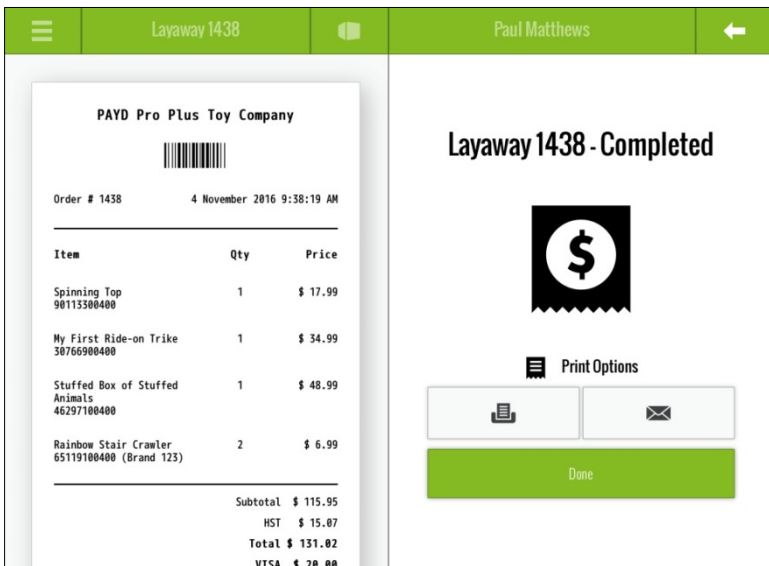 Layaway 1438
Paul Matthews
PAYD Pro Plus Toy Company
Order # 1438 4 November 2016 9:38:19 AM
Item Qty Price
Spinning Top 1 $ 17.99
90113300400
My First Ride-on Trike 1 $ 34.99
30766900400
Stuffed Box of Stuffed 1 $ 48.99
Animals
46297100400
Rainbow Stair Crawler 2 $ 6.99
65119100400 (Brand 123)
Subtotal $ 115.95
HST $ 15.07
Total $ 131.02
VISA $ 20.00
Layaway 1438 - Completed
$
Print Options
Done